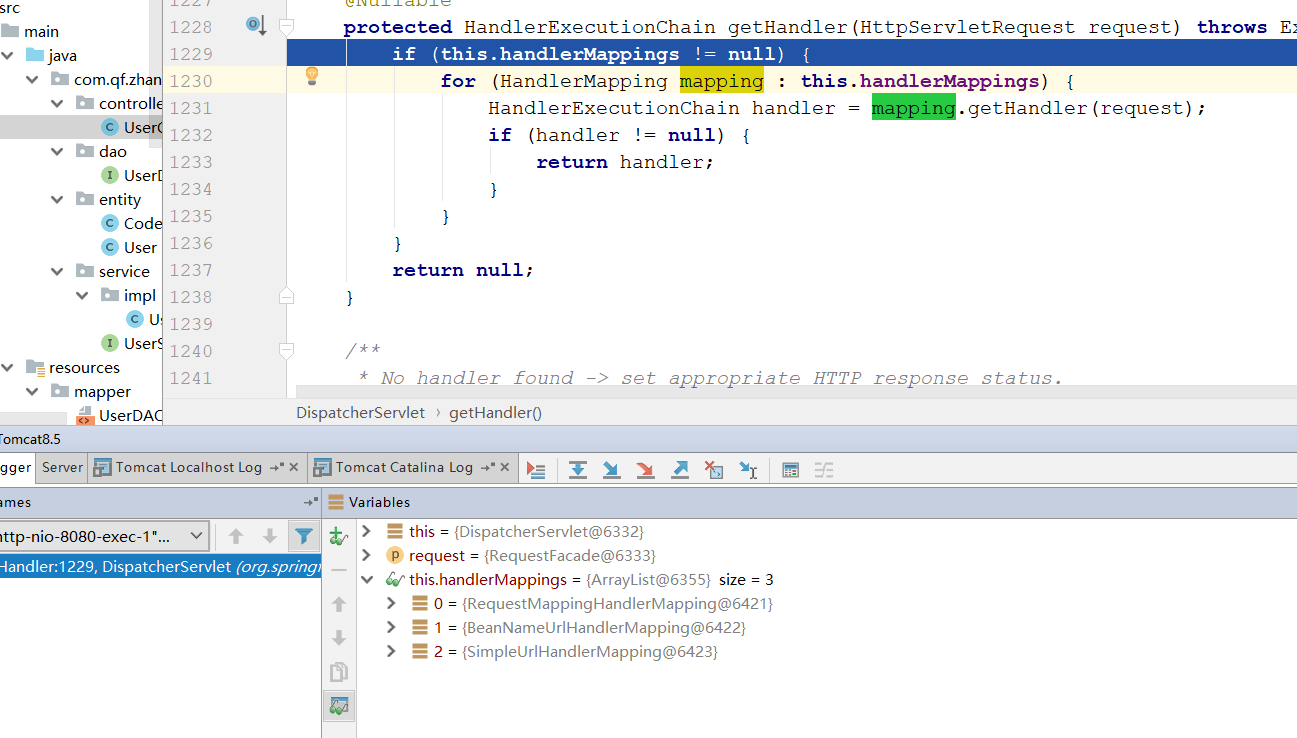 src
main
java
com.qf.zhan
controlle
UserC
dao
UserD
entity
Code
User
service
impl
Us
UserS
resources
mapper
UserDAC
1227 @Nullable
1228 protected HandlerExecutionChain getHandler(HttpServletRequest request) throws Ex
1229 if (this.handlerMappings != null) {
1230 for (HandlerMapping mapping : this.handlerMappings) {
1231 HandlerExecutionChain handler = mapping.getHandler(request);
1232 if (handler != null) {
1233 return handler;
1234 }
1235 }
1236 }
1237 return null;
1238 }
1239
1240 /**
1241 * No handler found -> set appropriate HTTP response status.
DispatcherServlet › getHandler()
Tomcat8.5
gger Server Tomcat Localhost Log Tomcat Catalina Log
ames Variables
http-nio-8080-exec-1"...
Handler:1229, DispatcherServlet (org.spring
this = {DispatcherServlet@6332}
p request = {RequestFacade@6333}
this.handlerMappings = {ArrayList@6355} size = 3
0 = {RequestMappingHandlerMapping@6421}
1 = {BeanNameUrlHandlerMapping@6422}
2 = {SimpleUrlHandlerMapping@6423}